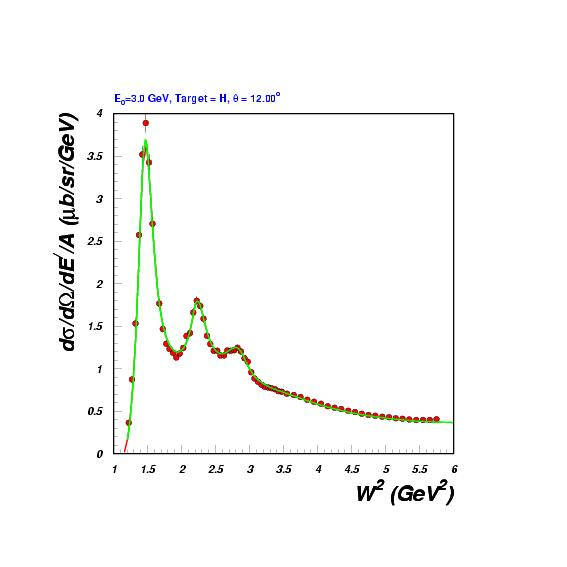 E₀=3.0 GeV, Target = H, θ = 12.00°
dσ/dΩ/dE′/A (μb/sr/GeV)
4
3.5
3
2.5
2
1.5
1
0.5
0
1 1.5 2 2.5 3 3.5 4 4.5 5 5.5 6
W² (GeV²)